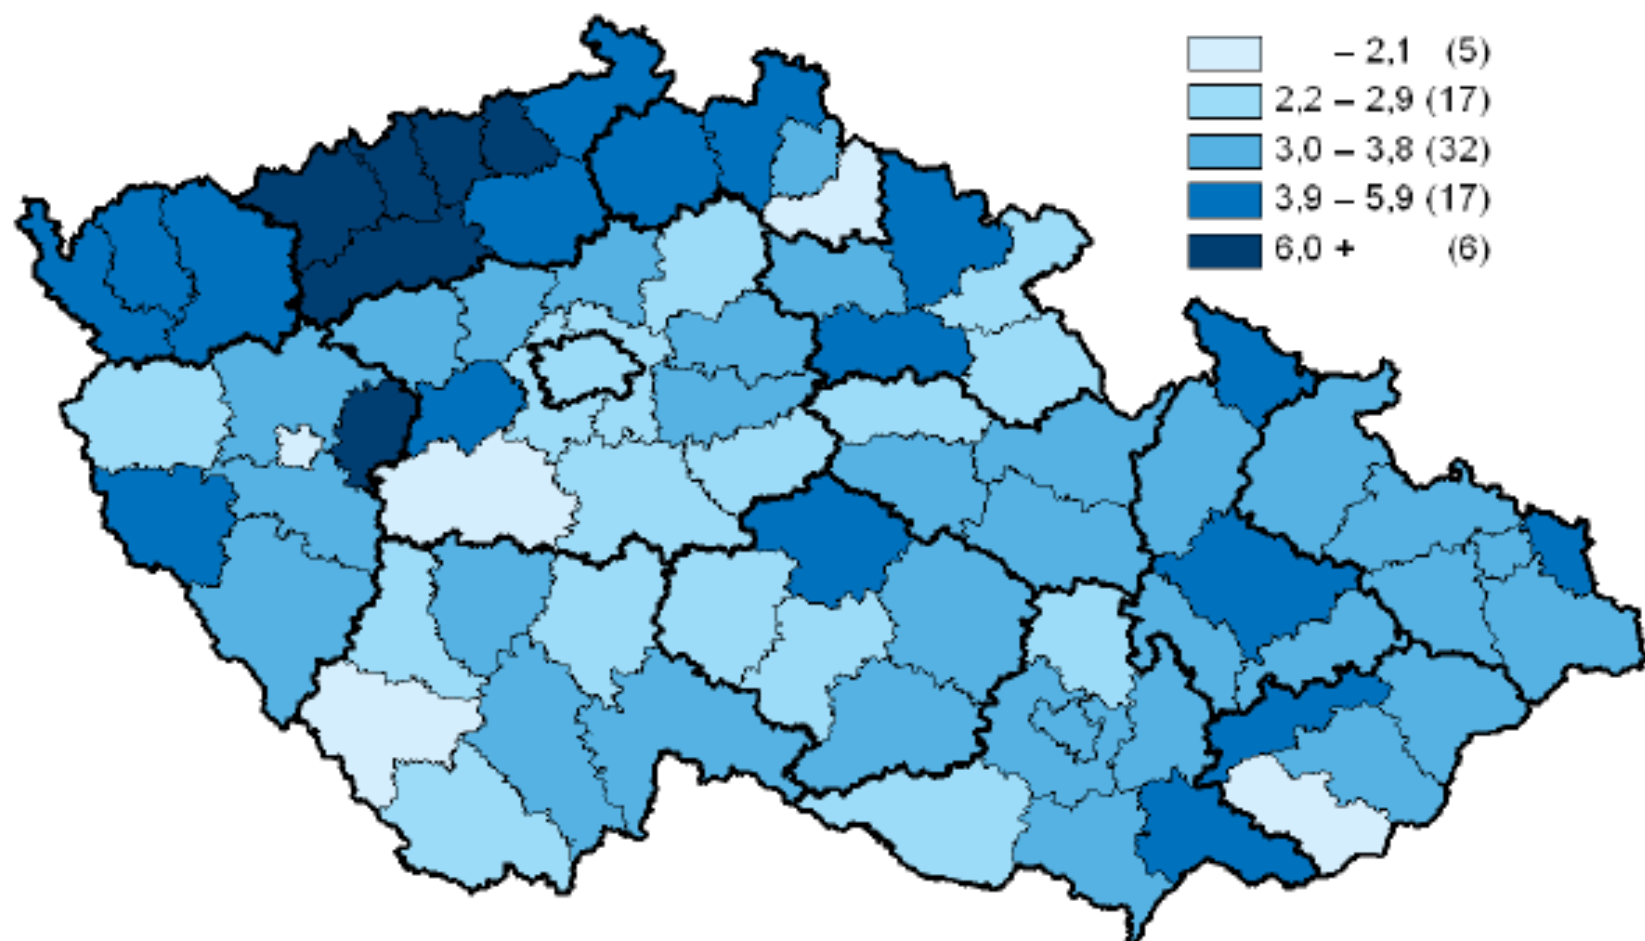 – 2,1 (5)
2,2 – 2,9 (17)
3,0 – 3,8 (32)
3,9 – 5,9 (17)
6,0 + (6)